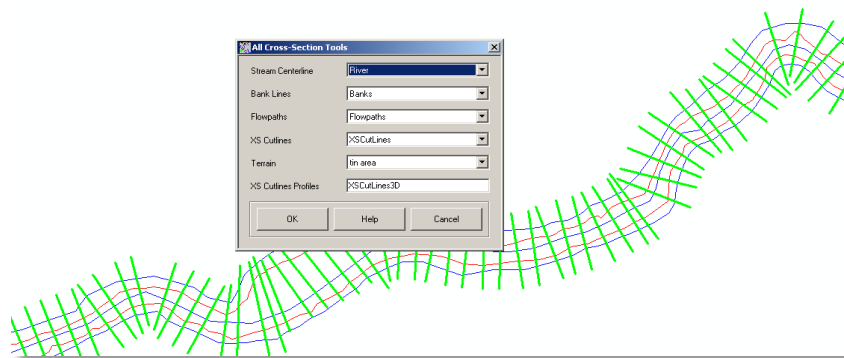 All Cross-Section Tools
Stream Centerline River
Bank Lines Banks
Flowpaths Flowpaths
XS Cutlines XSCutLines
Terrain tin area
XS Cutlines Profiles XSCutLines3D
OK Help Cancel